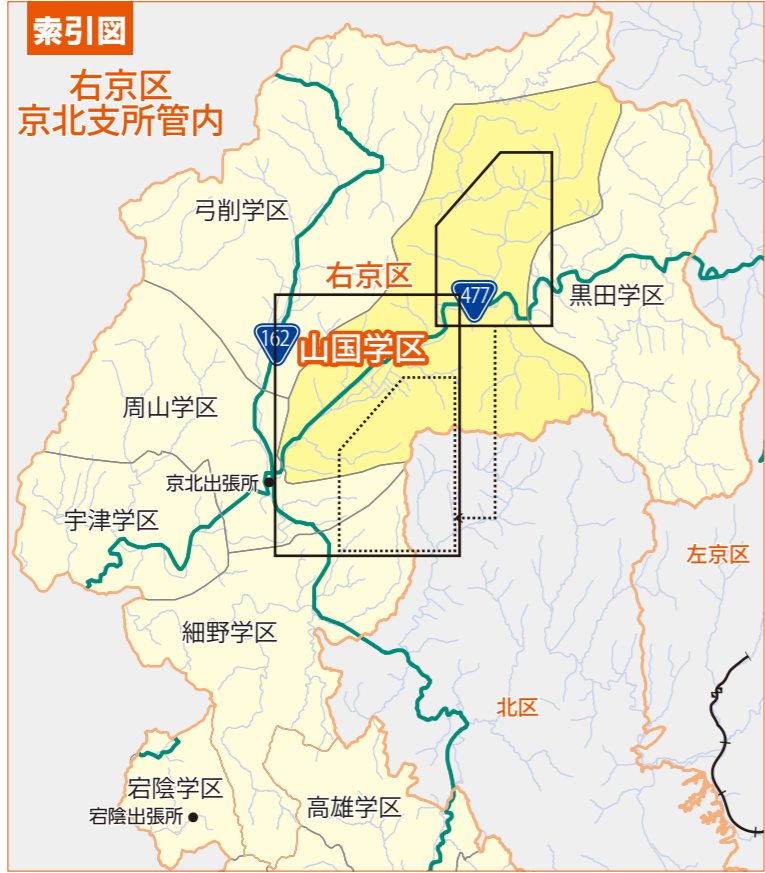 索引図
右京区
京北支所管内
弓削学区
右京区
477
黒田学区
162
山国学区
周山学区
京北出張所
宇津学区
左京区
細野学区
北区
宕陰学区
高雄学区
宕陰出張所